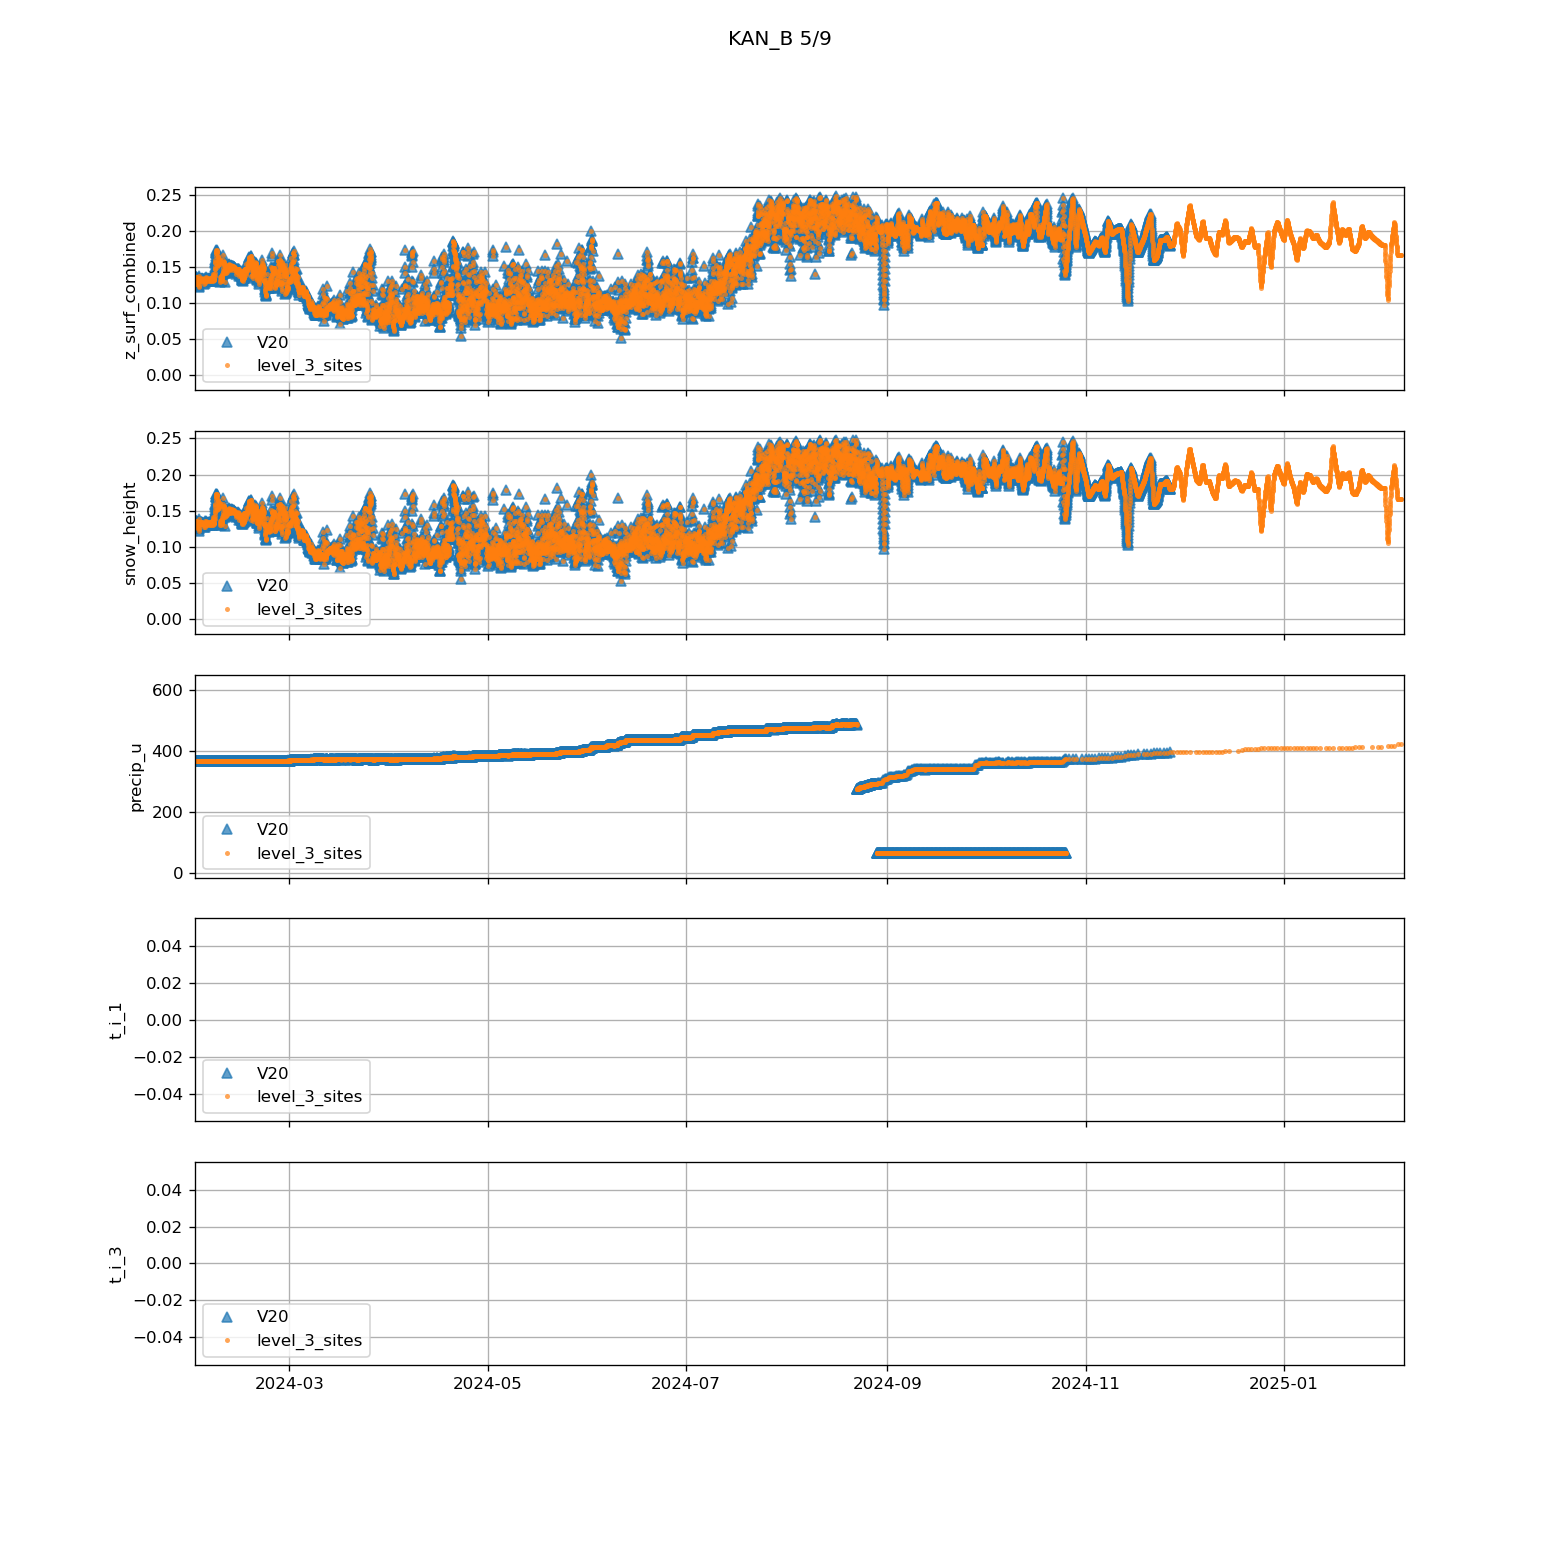 KAN_B 5/9
0.25
0.20
0.15
0.10
0.05
0.00
z_surf_combined
V20
level_3_sites
0.25
0.20
0.15
0.10
0.05
0.00
snow_height
V20
level_3_sites
600
400
200
0
precip_u
V20
level_3_sites
0.04
0.02
0.00
−0.02
−0.04
t_i_1
V20
level_3_sites
0.04
0.02
0.00
−0.02
−0.04
t_i_3
V20
level_3_sites
2024-03 2024-05 2024-07 2024-09 2024-11 2025-01